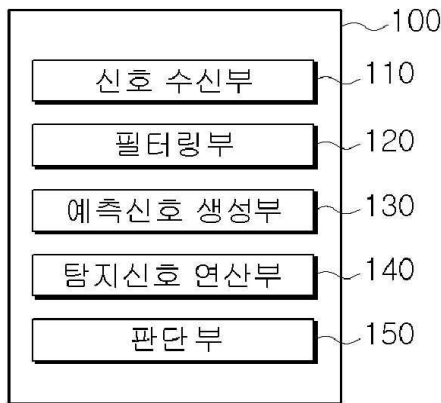 100
신호 수신부 110
필터링부 120
예측신호 생성부 130
탐지신호 연산부 140
판단부 150